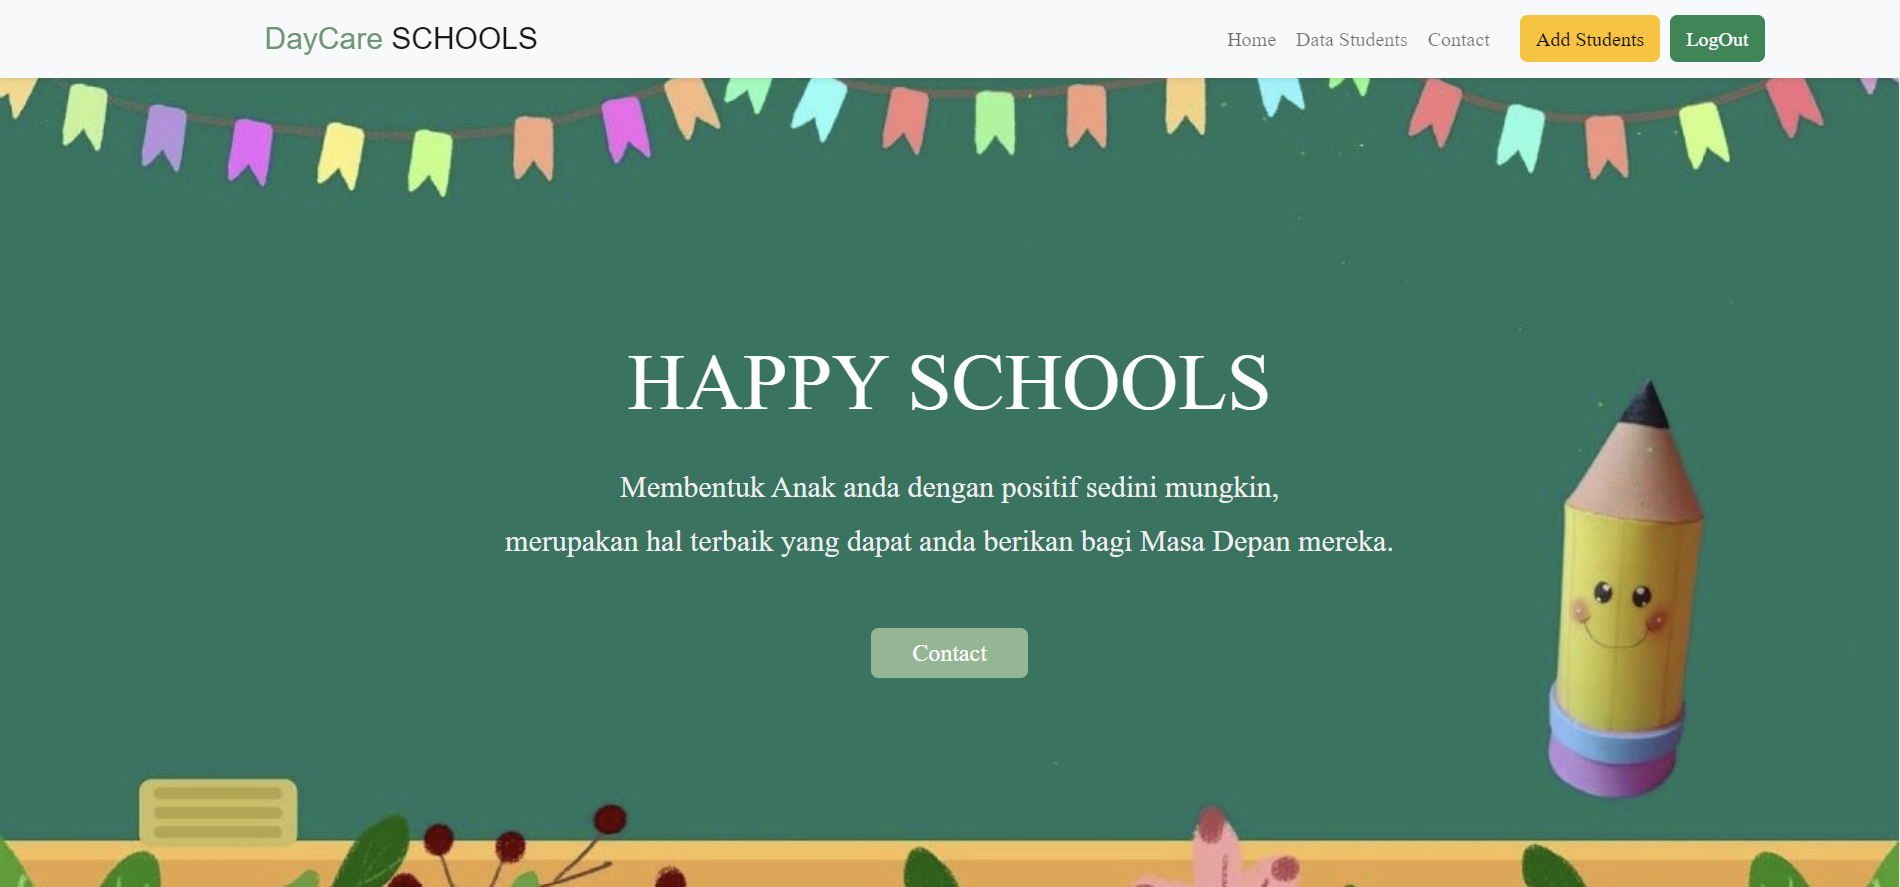 DayCare SCHOOLS
Home
Data Students
Contact
Add Students
LogOut
HAPPY SCHOOLS
Membentuk Anak anda dengan positif sedini mungkin,
merupakan hal terbaik yang dapat anda berikan bagi Masa Depan mereka.
Contact